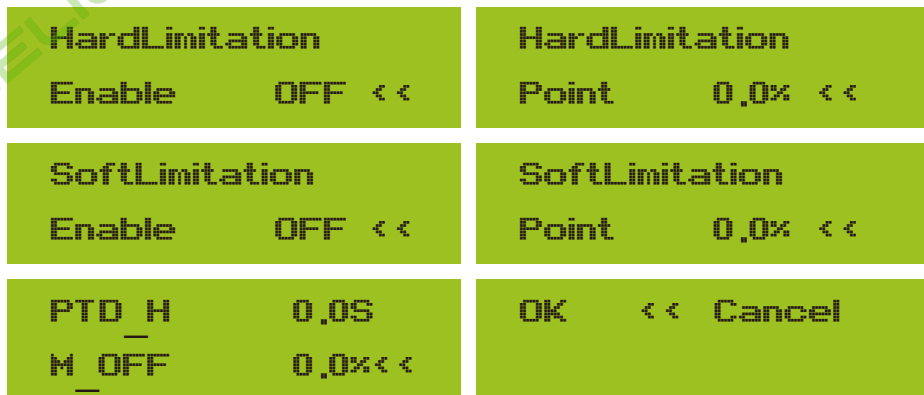 HardLimitation
Enable OFF <<
HardLimitation
Point 0.0% <<
SoftLimitation
Enable OFF <<
SoftLimitation
Point 0.0% <<
PTD_H 0.0S
M_OFF 0.0%<<
OK << Cancel